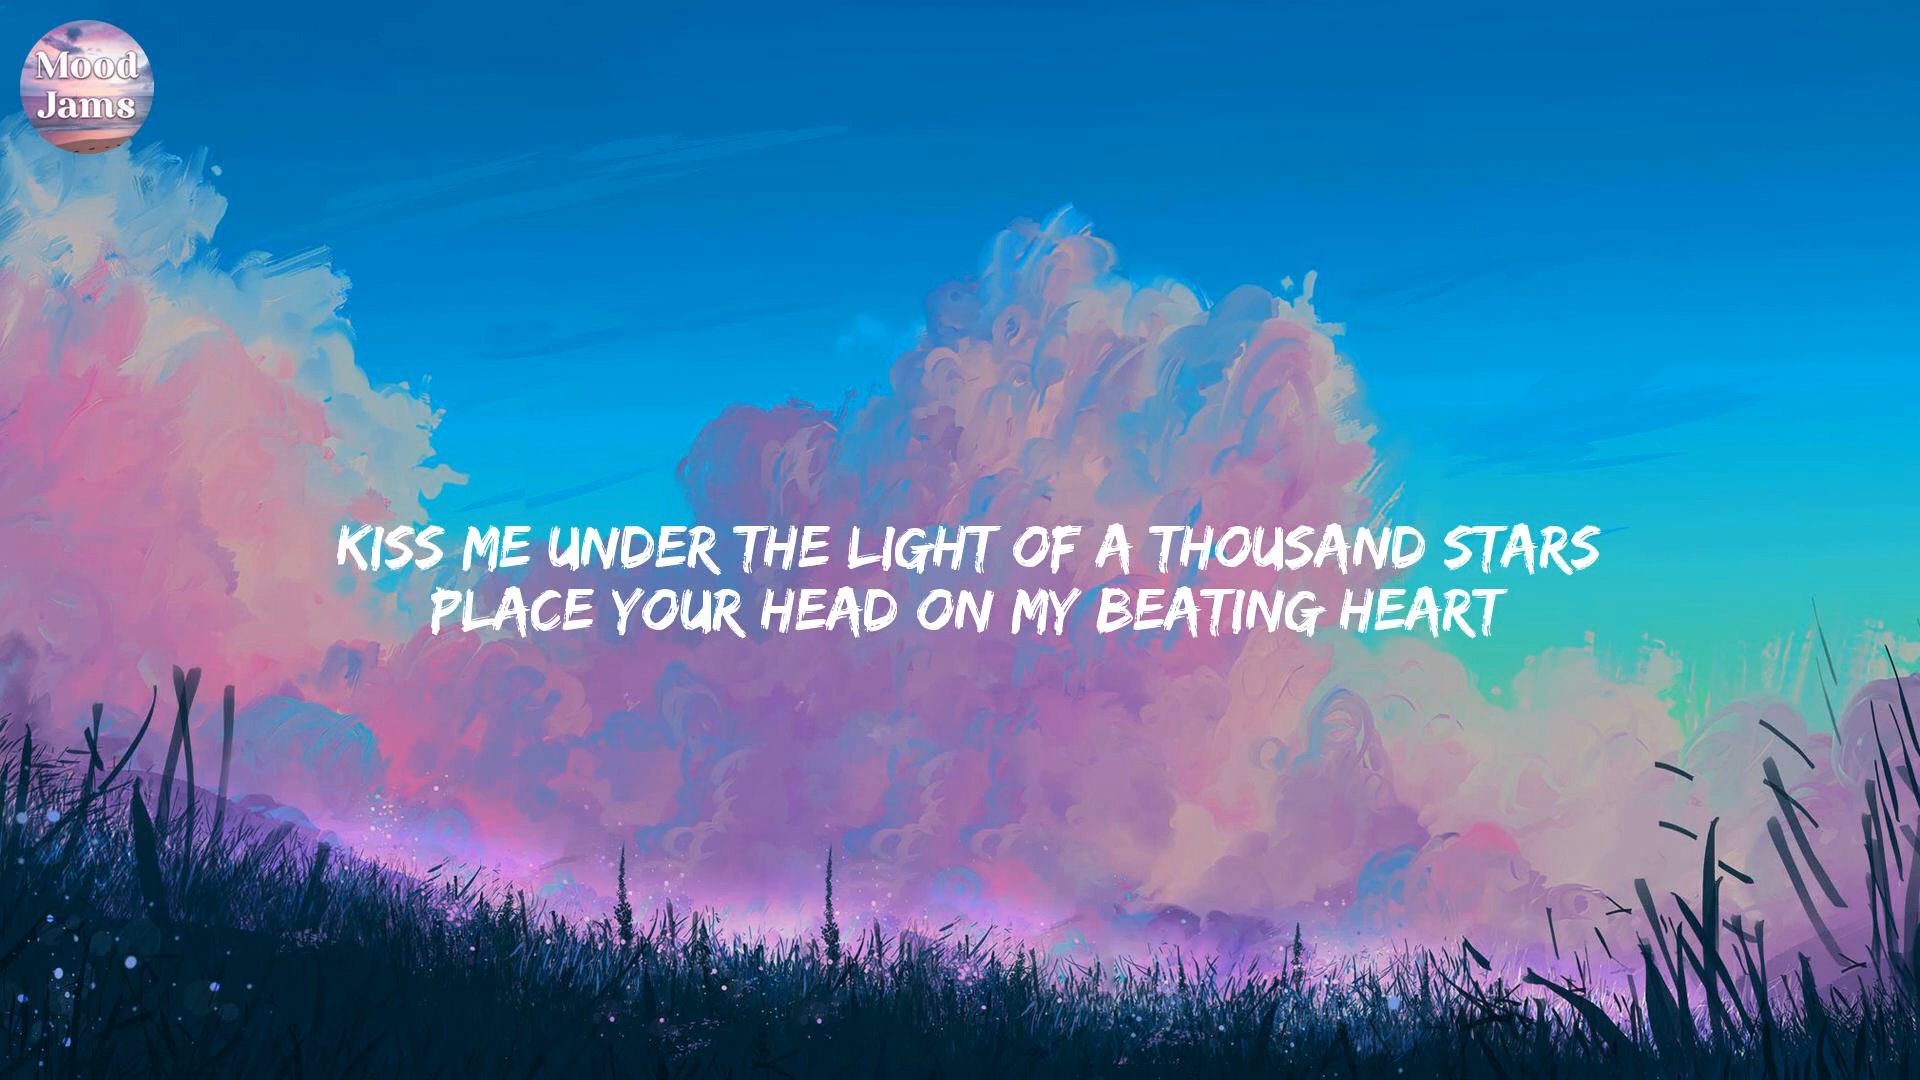 Mood
Jams
KISS ME UNDER THE LIGHT OF A THOUSAND STARS
PLACE YOUR HEAD ON MY BEATING HEART